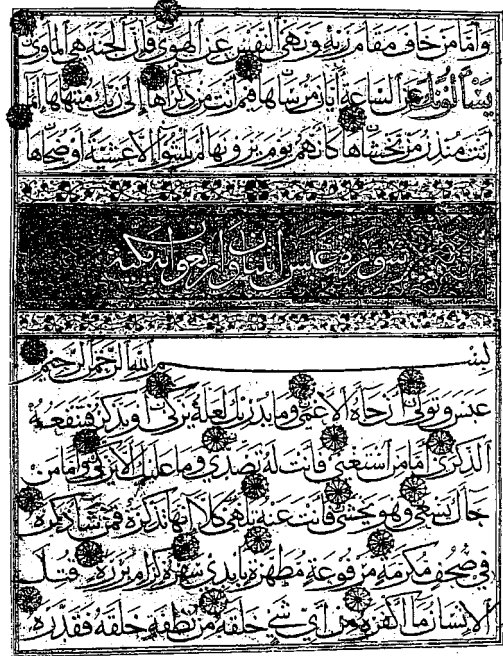 وأما من خاف مقام ربه ونهى النفس عن الهوى فإن الجنة هي المأوى
يسألونك عن الساعة أيان مرساها فيم أنت من ذكراها إلى ربك منتهاها إنما
أنت منذر من يخشاها كأنهم يوم يرونها لم يلبثوا إلا عشية أو ضحاها
سورة عبس اثنتان وأربعون آية مكية
بسم الله الرحمن الرحيم
عبس وتولى أن جاءه الأعمى وما يدريك لعله يزكى أو يذكر فتنفعه
الذكرى أما من استغنى فأنت له تصدى وما عليك ألا يزكى وأما من
جاءك يسعى وهو يخشى فأنت عنه تلهى كلا إنها تذكرة فمن شاء ذكره
في صحف مكرمة مرفوعة مطهرة بأيدي سفرة كرام بررة قتل
الإنسان ما أكفره من أي شيء خلقه من نطفة خلقه فقدره